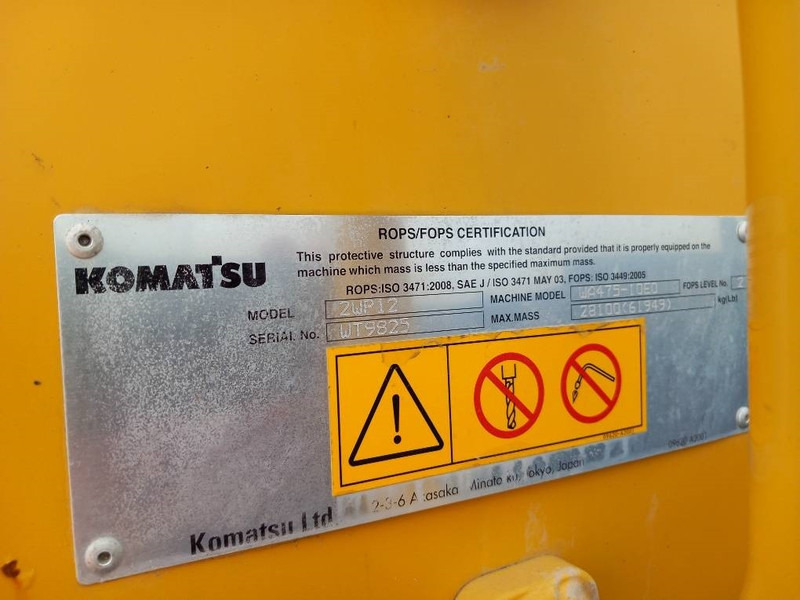 ROPS/FOPS CERTIFICATION
KOMATSU
This protective structure complies with the standard provided that it is properly equipped on the
machine which mass is less than the specified maximum mass.
ROPS:ISO 3471:2008, SAE J / ISO 3471 MAY 03, FOPS: ISO 3449:2005
MODEL 2WP12 MACHINE MODEL WA475-10E0 FOPS LEVEL No. 2
SERIAL No. WT9825 MAX.MASS 28100(61949) kg(Lb)
2-3-6 Akasaka Minato ku, Tokyo, Japan
Komatsu Ltd